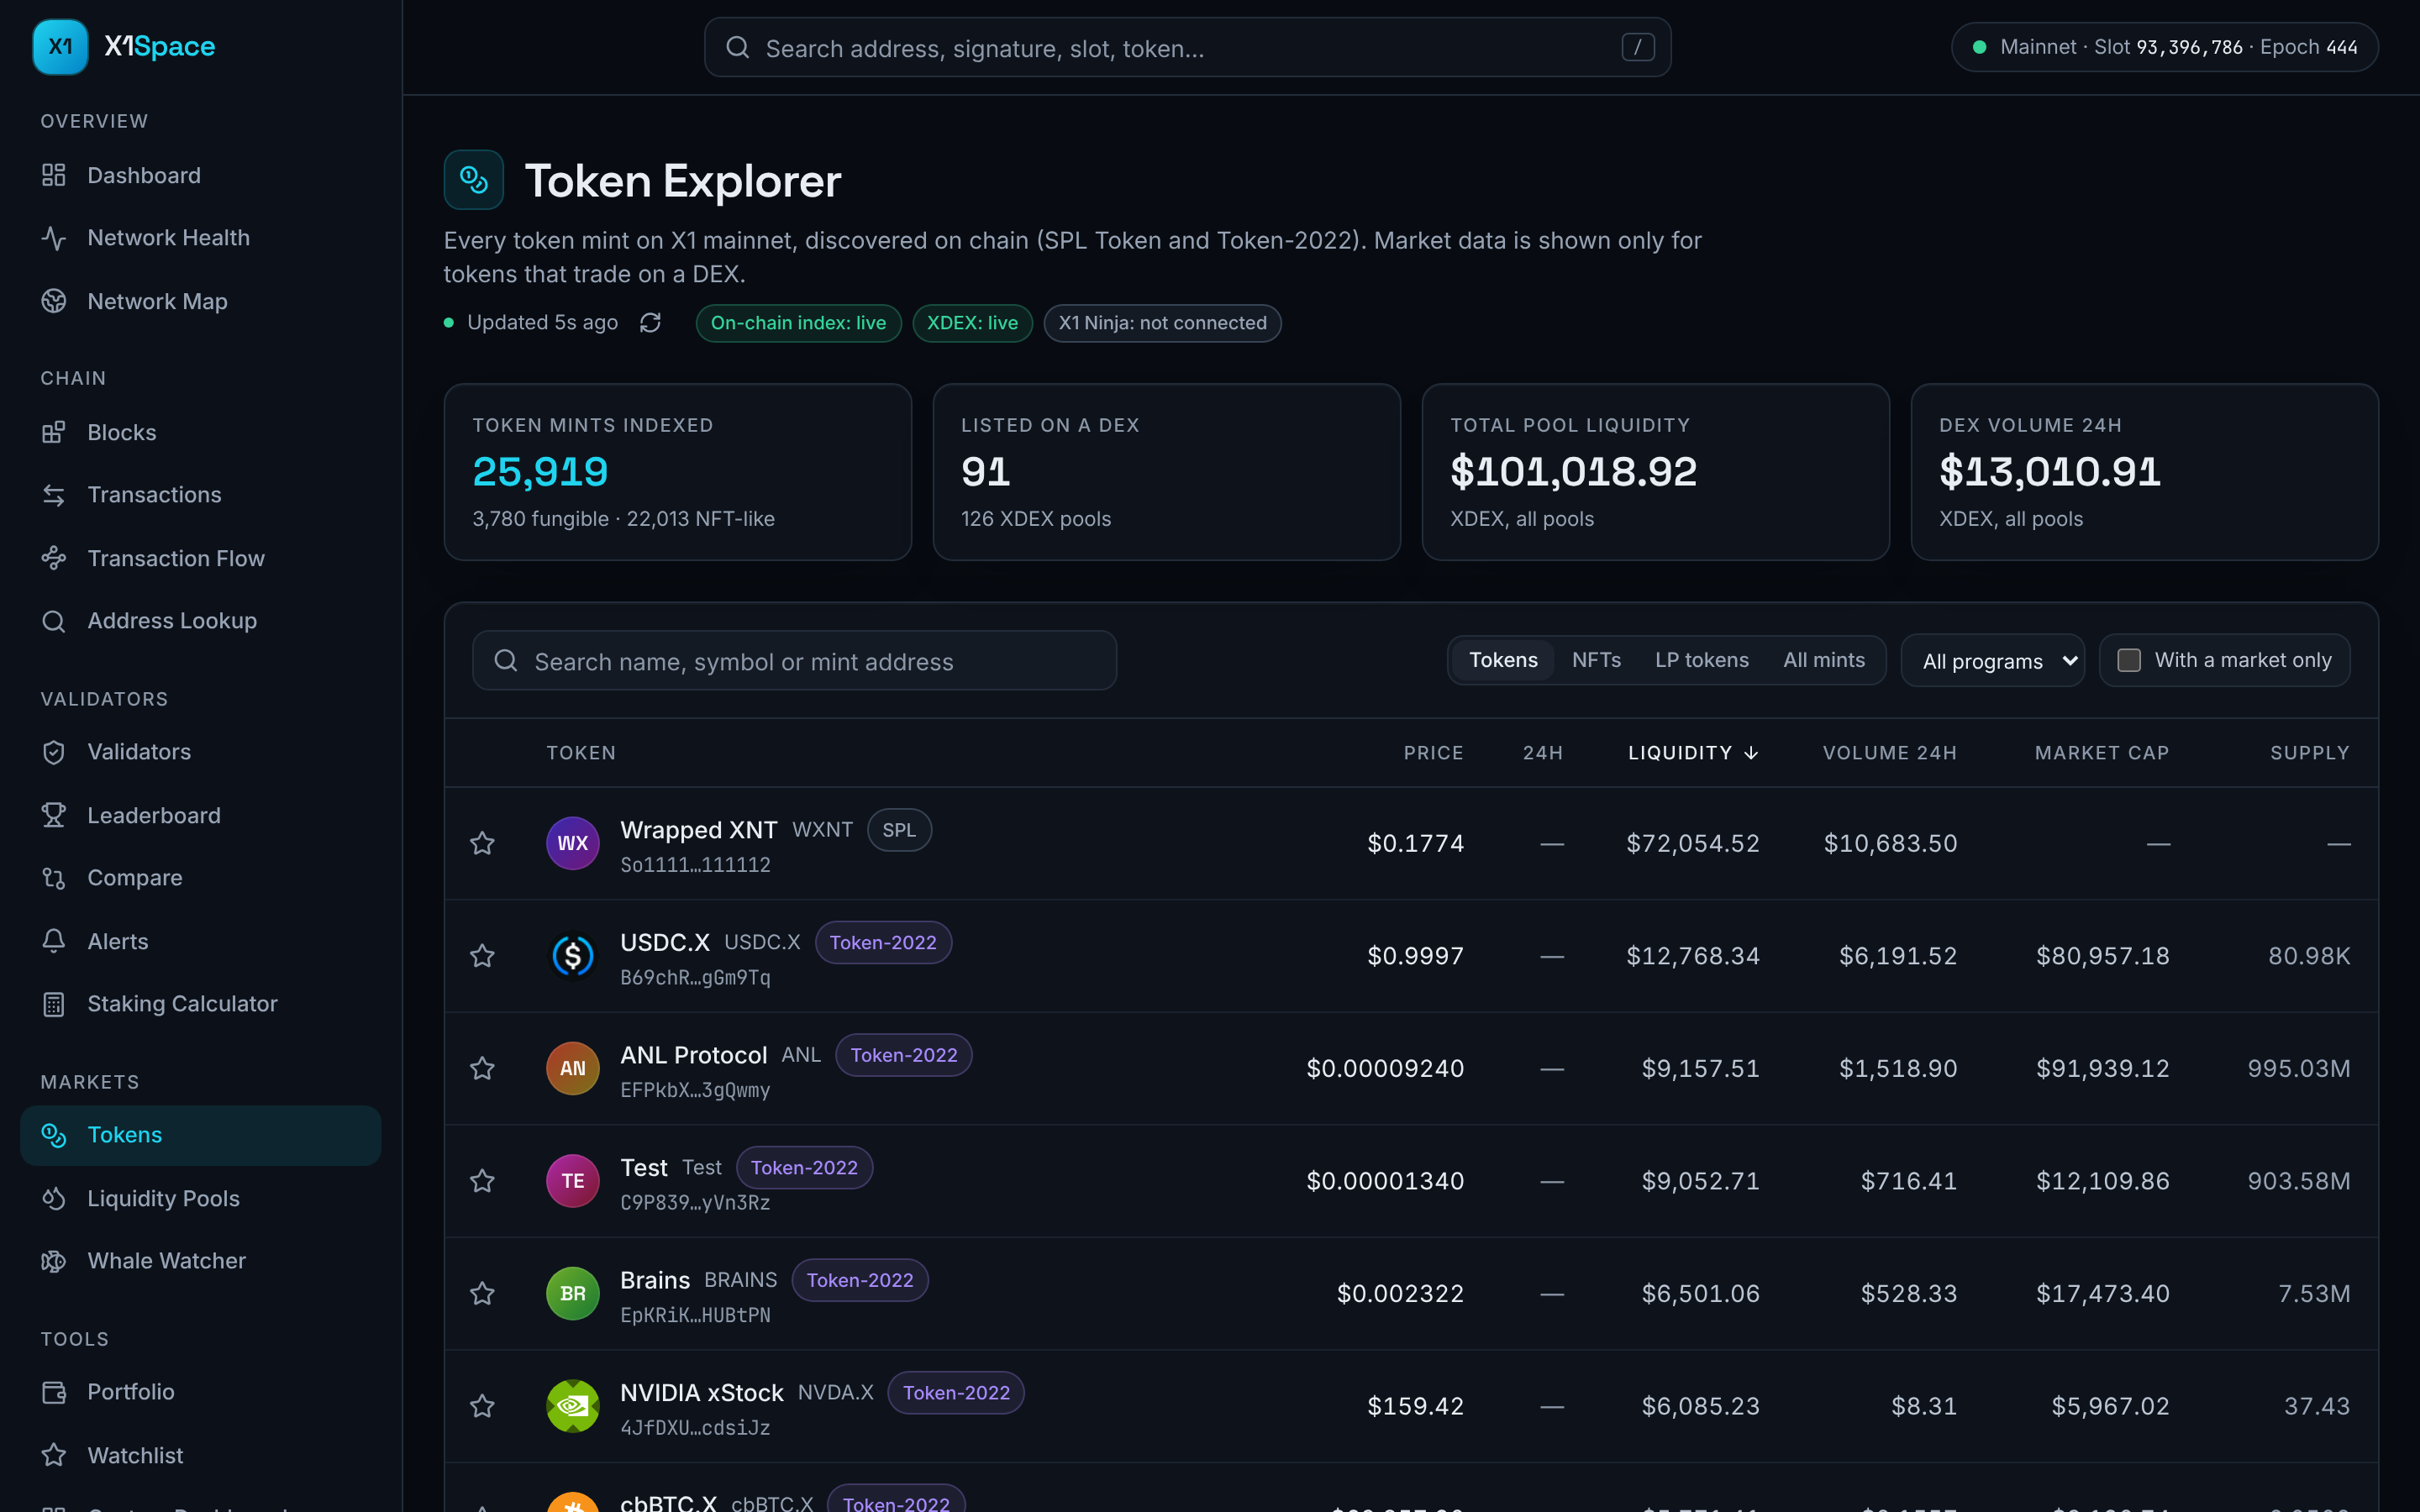 X1 X1Space
Search address, signature, slot, token... /
Mainnet · Slot 93,396,786 · Epoch 444
OVERVIEW
Dashboard
Network Health
Network Map
CHAIN
Blocks
Transactions
Transaction Flow
Address Lookup
VALIDATORS
Validators
Leaderboard
Compare
Alerts
Staking Calculator
MARKETS
Tokens
Liquidity Pools
Whale Watcher
TOOLS
Portfolio
Watchlist
Token Explorer
Every token mint on X1 mainnet, discovered on chain (SPL Token and Token-2022). Market data is shown only for
tokens that trade on a DEX.
Updated 5s ago On-chain index: live XDEX: live X1 Ninja: not connected
TOKEN MINTS INDEXED
25,919
3,780 fungible · 22,013 NFT-like
LISTED ON A DEX
91
126 XDEX pools
TOTAL POOL LIQUIDITY
$101,018.92
XDEX, all pools
DEX VOLUME 24H
$13,010.91
XDEX, all pools
Search name, symbol or mint address
Tokens NFTs LP tokens All mints All programs With a market only
TOKEN PRICE 24H LIQUIDITY ↓ VOLUME 24H MARKET CAP SUPPLY
WX Wrapped XNT WXNT SPL $0.1774 — $72,054.52 $10,683.50 — —
So1111…111112
USDC.X USDC.X Token-2022 $0.9997 — $12,768.34 $6,191.52 $80,957.18 80.98K
B69chR…gGm9Tq
AN ANL Protocol ANL Token-2022 $0.00009240 — $9,157.51 $1,518.90 $91,939.12 995.03M
EFPkbX…3gQwmy
TE Test Test Token-2022 $0.00001340 — $9,052.71 $716.41 $12,109.86 903.58M
C9P839…yVn3Rz
BR Brains BRAINS Token-2022 $0.002322 — $6,501.06 $528.33 $17,473.40 7.53M
EpKRiK…HUBtPN
NVIDIA xStock NVDA.X Token-2022 $159.42 — $6,085.23 $8.31 $5,967.02 37.43
4JfDXU…cdsiJz
cbBTC.X cbBTC.X Token-2022